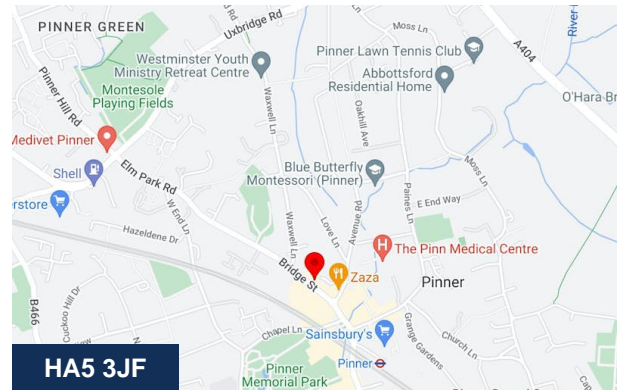 PINNER GREEN
Uxbridge Rd
Moss Ln
River
A404
Pinner Lawn Tennis Club
Westminster Youth
Ministry Retreat Centre
Abbottsford
Residential Home
Pinner Hill Rd
Montesole
Playing Fields
O'Hara Br
Waxwell Ln
Oakhill Ave
Medivet Pinner
Moss Ln
Blue Butterfly
Montessori (Pinner)
Shell
Elm Park Rd
Paines Ln
E End Way
erstore
W End Ln
Waxwell Ln
Love Ln
Avenue Rd
Hazeldene Dr
The Pinn Medical Centre
Bridge St
Zaza
Pinner
B466
Cuckoo Hill Dr
Sainsbury's
Grange Gardens
Church Ln
Chapel Ln
Pinner
Pinner
Memorial Park
HA5 3JF